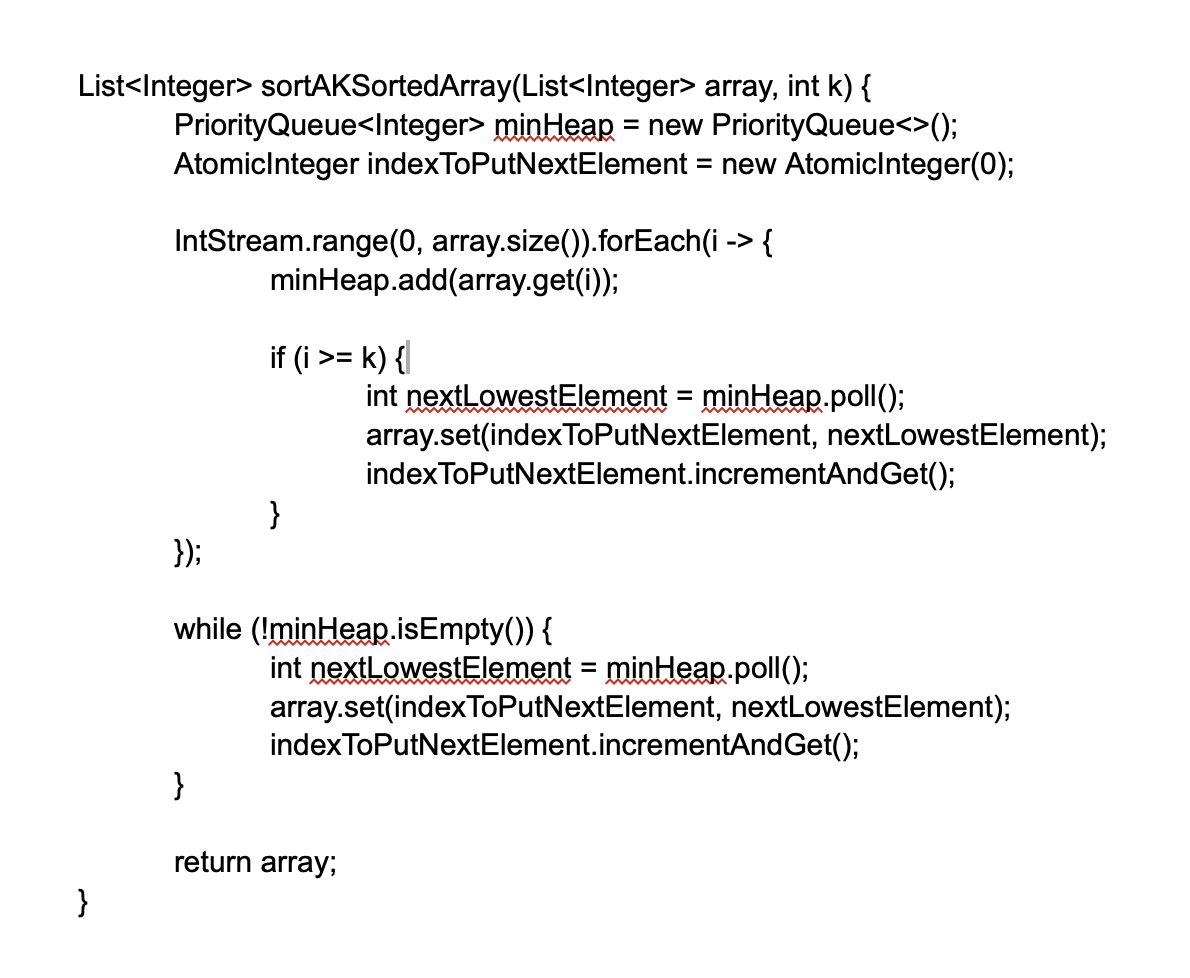 List<Integer> sortAKSortedArray(List<Integer> array, int k) {
PriorityQueue<Integer> minHeap = new PriorityQueue<>();
AtomicInteger indexToPutNextElement = new AtomicInteger(0);
IntStream.range(0, array.size()).forEach(i -> {
minHeap.add(array.get(i));
if (i >= k) {
int nextLowestElement = minHeap.poll();
array.set(indexToPutNextElement, nextLowestElement);
indexToPutNextElement.incrementAndGet();
}
});
while (!minHeap.isEmpty()) {
int nextLowestElement = minHeap.poll();
array.set(indexToPutNextElement, nextLowestElement);
indexToPutNextElement.incrementAndGet();
}
return array;
}